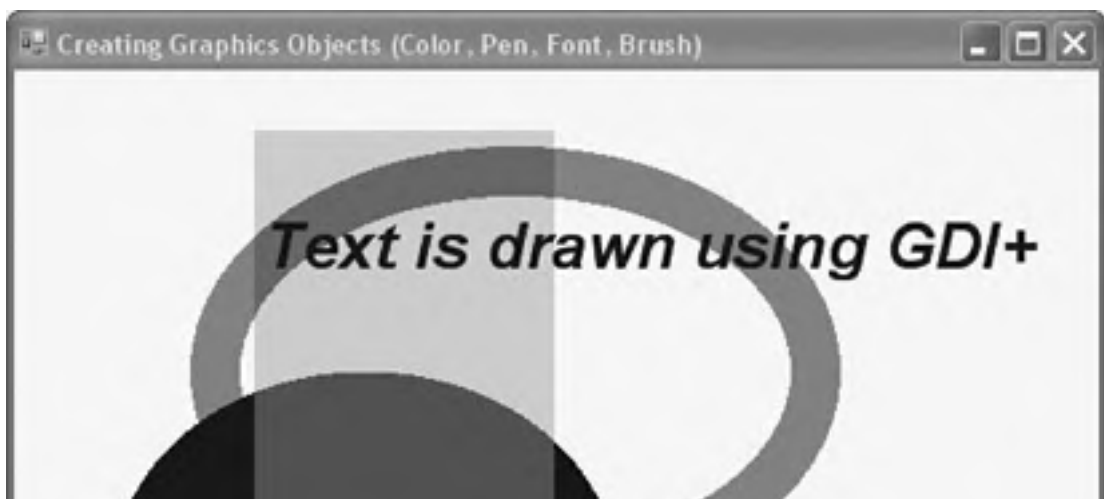 Creating Graphics Objects (Color, Pen, Font, Brush)
Text is drawn using GDI+